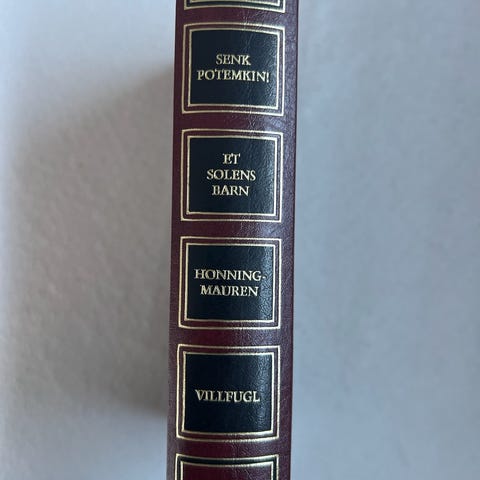 SENK
POTEMKIN!
ET
SOLENS
BARN
HONNING-
MAUREN
VILLFUGL